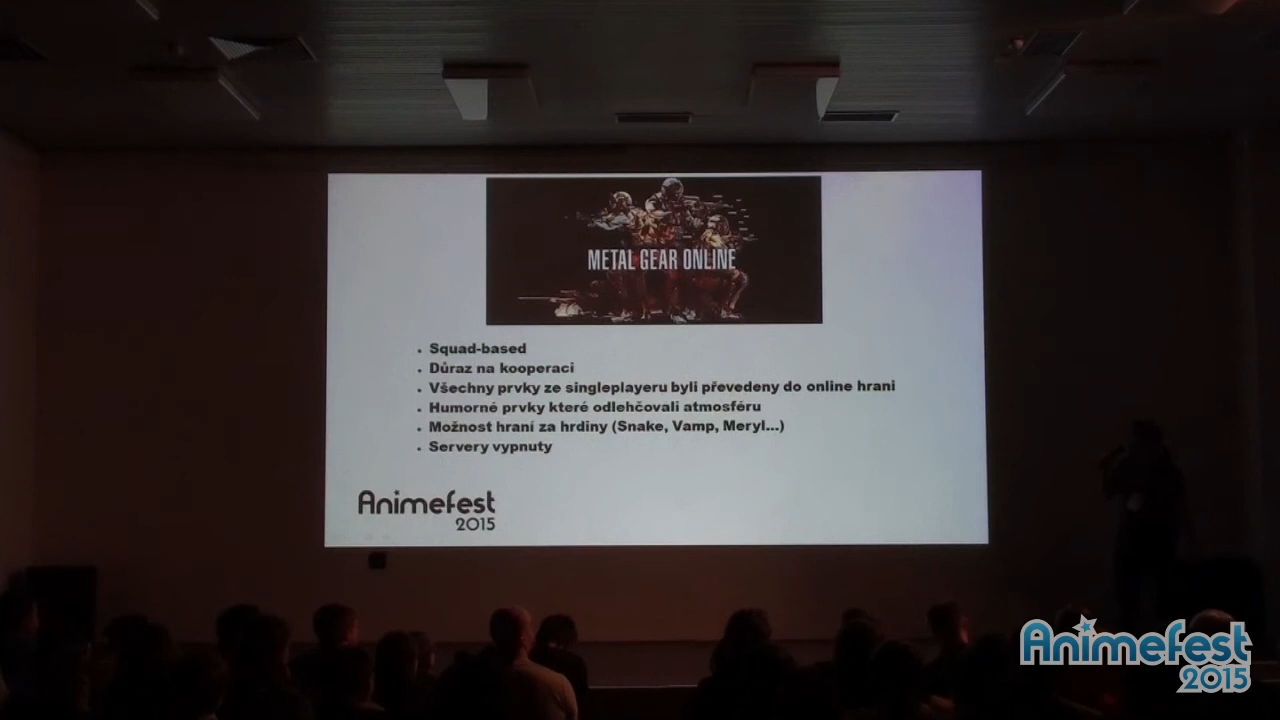 METAL GEAR ONLINE
Squad-based
Důraz na kooperaci
Všechny prvky ze singleplayeru byli převedeny do online hrani
Humorné prvky které odlehčovali atmosféru
Možnost hraní za hrdiny (Snake, Vamp, Meryl...)
Servery vypnuty
Animefest
2015
Animefest
2015